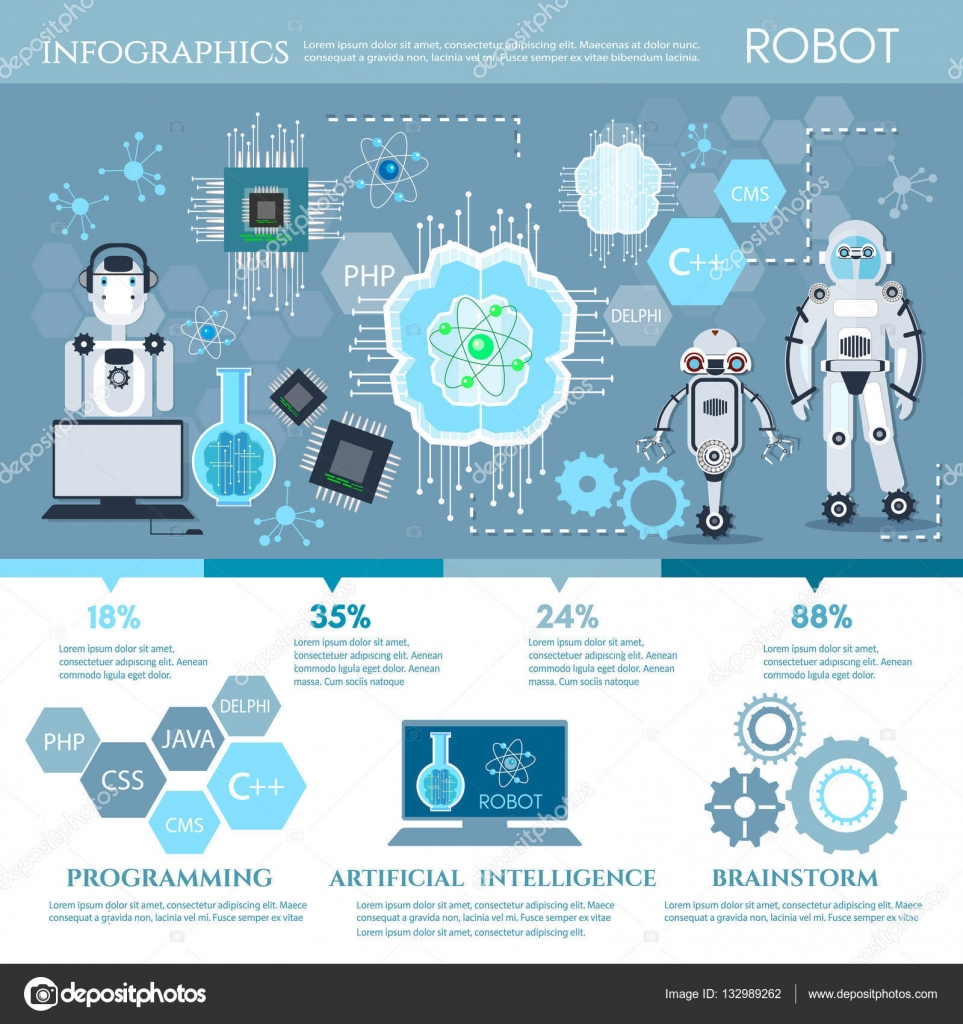 INFOGRAPHICS
Lorem ipsum dolor sit amet, consectetur adipiscing elit. Maecenas at dolor nunc.
consequat a gravida non, lacinia vel mi. Fusce semper ex vitae bibendum lacinia.
ROBOT
CMS
C++
PHP
DELPHI
18%
Lorem ipsum dolor sit amet,
consectetuer adipiscing elit. Aenean
commodo ligula eget dolor.
35%
Lorem ipsum dolor sit amet,
consectetuer adipiscing elit. Aenean
commodo ligula eget dolor. Aenean
massa. Cum sociis natoque
24%
Lorem ipsum dolor sit amet,
consectetuer adipiscing elit. Aenean
commodo ligula eget dolor. Aenean
massa. Cum sociis natoque
88%
Lorem ipsum dolor sit amet,
consectetuer adipiscing elit. Aenean
commodo ligula eget dolor.
DELPHI
PHP
JAVA
CSS
C++
CMS
ROBOT
PROGRAMMING
Lorem ipsum dolor sit amet, consectetur adipiscing elit.
consequat a gravida non, lacinia vel mi. Fusce semper ex vitae
ARTIFICIAL INTELLIGENCE
Lorem ipsum dolor sit amet, consectetur adipiscing elit.
consequat a gravida non, lacinia vel mi. Fusce semper ex vitae
Lorem ipsum dolor sit amet, consectetur adipiscing elit.
BRAINSTORM
Lorem ipsum dolor sit amet, consectetur adipiscing elit. Maecenas
consequat a gravida non, lacinia vel mi. Fusce semper ex vitae
depositphotos
Image ID: 132989262
www.depositphotos.com